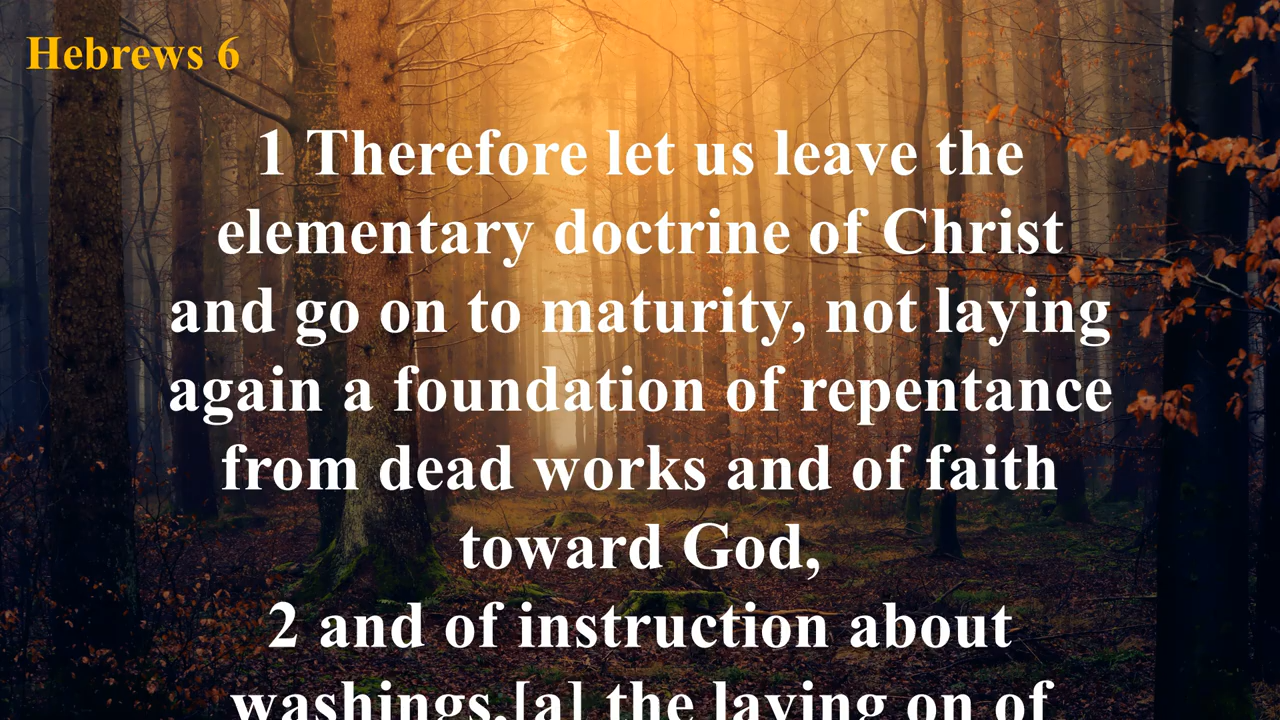 Hebrews 6
1 Therefore let us leave the
elementary doctrine of Christ
and go on to maturity, not laying
again a foundation of repentance
from dead works and of faith
toward God,
2 and of instruction about
washings,[a] the laying on of